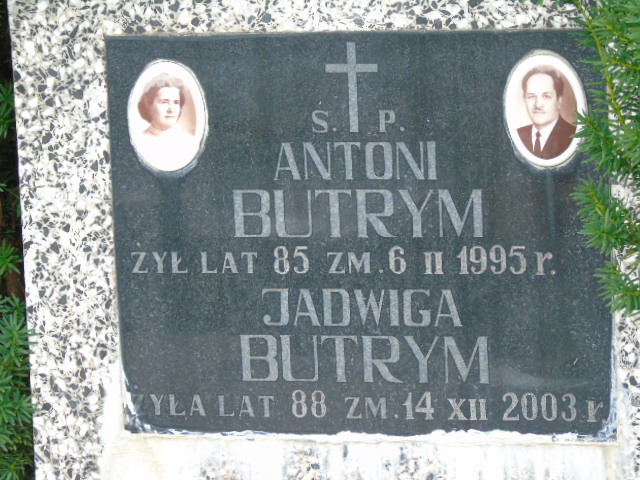 Ś. P.
ANTONI
BUTRYM
ŻYŁ LAT 85 ZM. 6 II 1995 r.
JADWIGA
BUTRYM
ŻYŁA LAT 88 ZM. 14 XII 2003 r